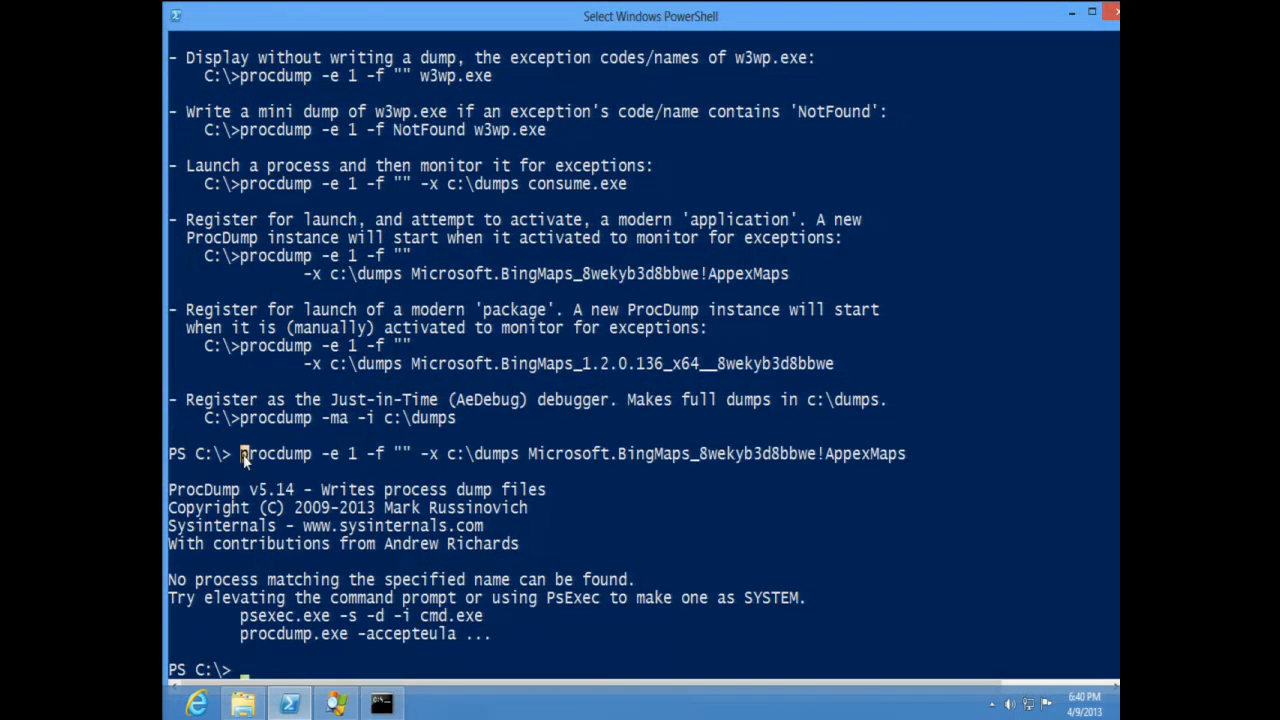 Select Windows PowerShell
- Display without writing a dump, the exception codes/names of w3wp.exe:
C:\>procdump -e 1 -f "" w3wp.exe
- Write a mini dump of w3wp.exe if an exception's code/name contains 'NotFound':
C:\>procdump -e 1 -f NotFound w3wp.exe
- Launch a process and then monitor it for exceptions:
C:\>procdump -e 1 -f "" -x c:\dumps consume.exe
- Register for launch, and attempt to activate, a modern 'application'. A new
ProcDump instance will start when it activated to monitor for exceptions:
C:\>procdump -e 1 -f ""
-x c:\dumps Microsoft.BingMaps_8wekyb3d8bbwe!AppexMaps
- Register for launch of a modern 'package'. A new ProcDump instance will start
when it is (manually) activated to monitor for exceptions:
C:\>procdump -e 1 -f ""
-x c:\dumps Microsoft.BingMaps_1.2.0.136_x64__8wekyb3d8bbwe
- Register as the Just-in-Time (AeDebug) debugger. Makes full dumps in c:\dumps.
C:\>procdump -ma -i c:\dumps
PS C:\> procdump -e 1 -f "" -x c:\dumps Microsoft.BingMaps_8wekyb3d8bbwe!AppexMaps
ProcDump v5.14 - Writes process dump files
Copyright (C) 2009-2013 Mark Russinovich
Sysinternals - www.sysinternals.com
With contributions from Andrew Richards
No process matching the specified name can be found.
Try elevating the command prompt or using PsExec to make one as SYSTEM.
psexec.exe -s -d -i cmd.exe
procdump.exe -accepteula ...
PS C:\>
6:40 PM
4/9/2013